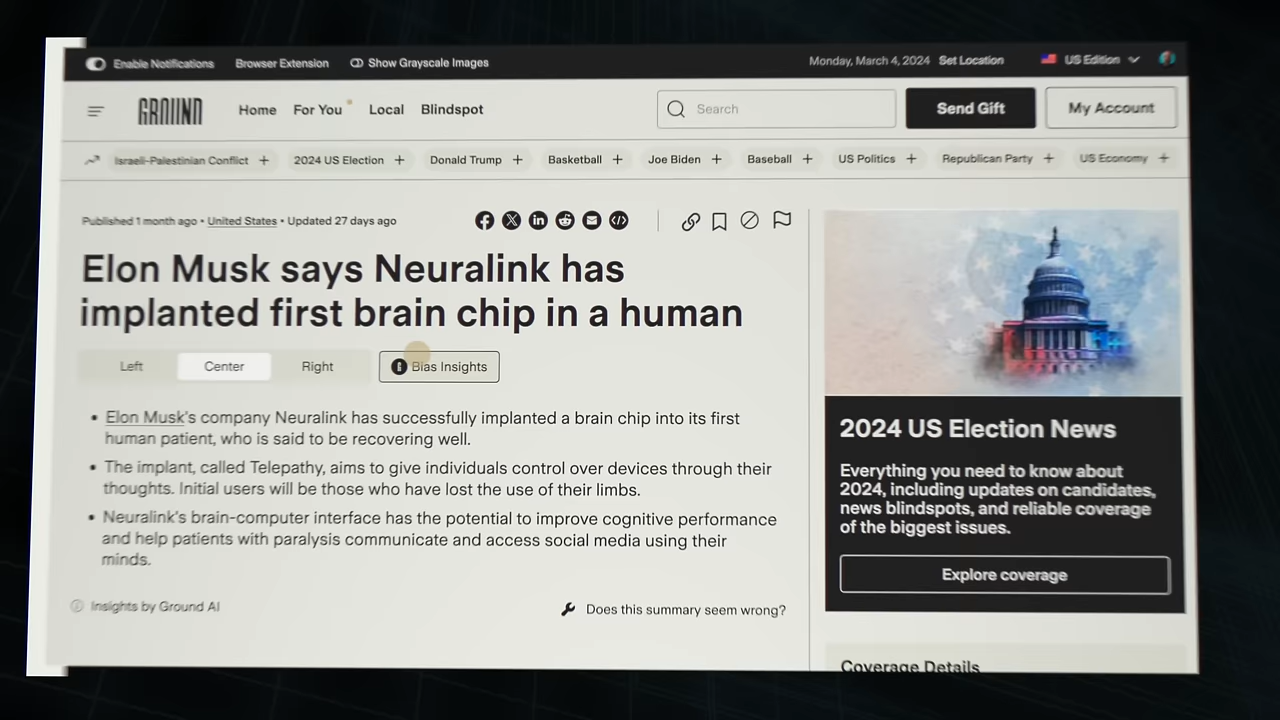 Enable Notifications Browser Extension Show Grayscale Images Monday, March 4, 2024 Set Location US Edition
GROUND Home For You Local Blindspot Search Send Gift My Account
Israeli-Palestinian Conflict + 2024 US Election + Donald Trump + Basketball + Joe Biden + Baseball + US Politics + Republican Party + US Economy +
Published 1 month ago • United States • Updated 27 days ago
Elon Musk says Neuralink has
implanted first brain chip in a human
Left Center Right Bias Insights
• Elon Musk's company Neuralink has successfully implanted a brain chip into its first
human patient, who is said to be recovering well.
• The implant, called Telepathy, aims to give individuals control over devices through their
thoughts. Initial users will be those who have lost the use of their limbs.
• Neuralink's brain-computer interface has the potential to improve cognitive performance
and help patients with paralysis communicate and access social media using their
minds.
Insights by Ground AI Does this summary seem wrong?
2024 US Election News
Everything you need to know about
2024, including updates on candidates,
news blindspots, and reliable coverage
of the biggest issues.
Explore coverage
Coverage Details